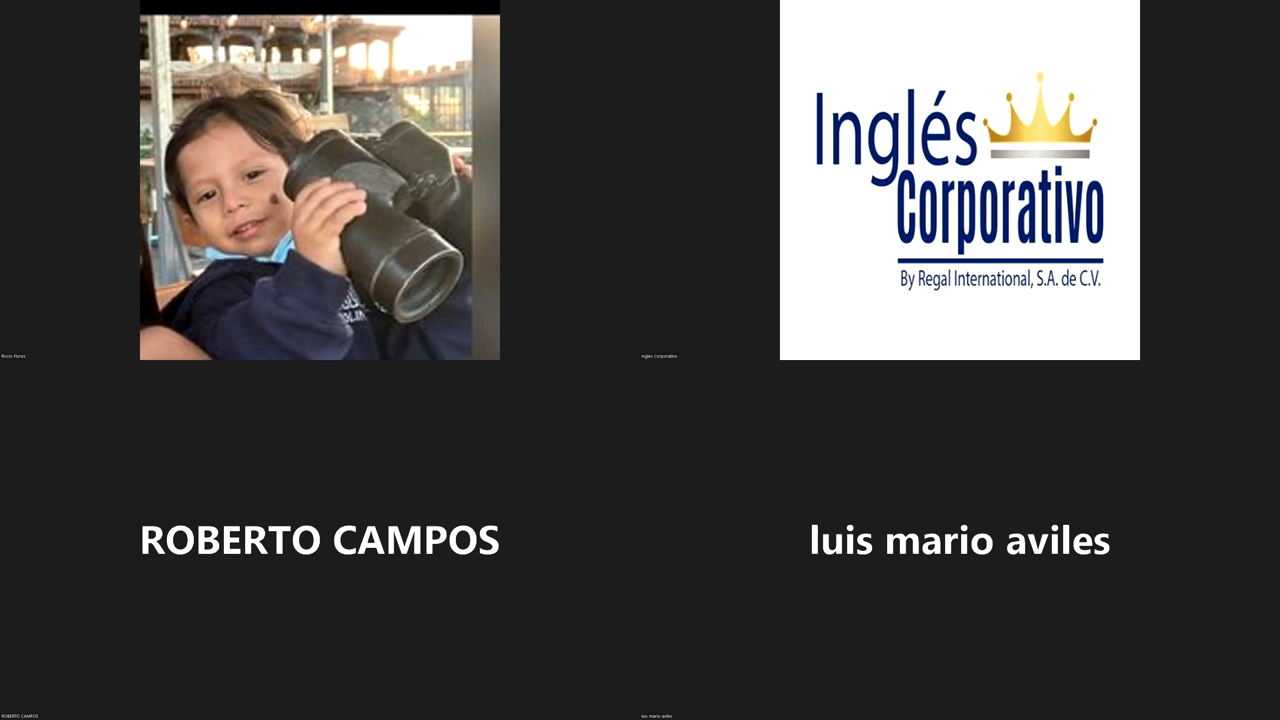 Inglés
Corporativo
By Regal International, S.A. de C.V.
Rocio Flores
Inglés Corporativo
ROBERTO CAMPOS
luis mario aviles
ROBERTO CAMPOS
luis mario aviles